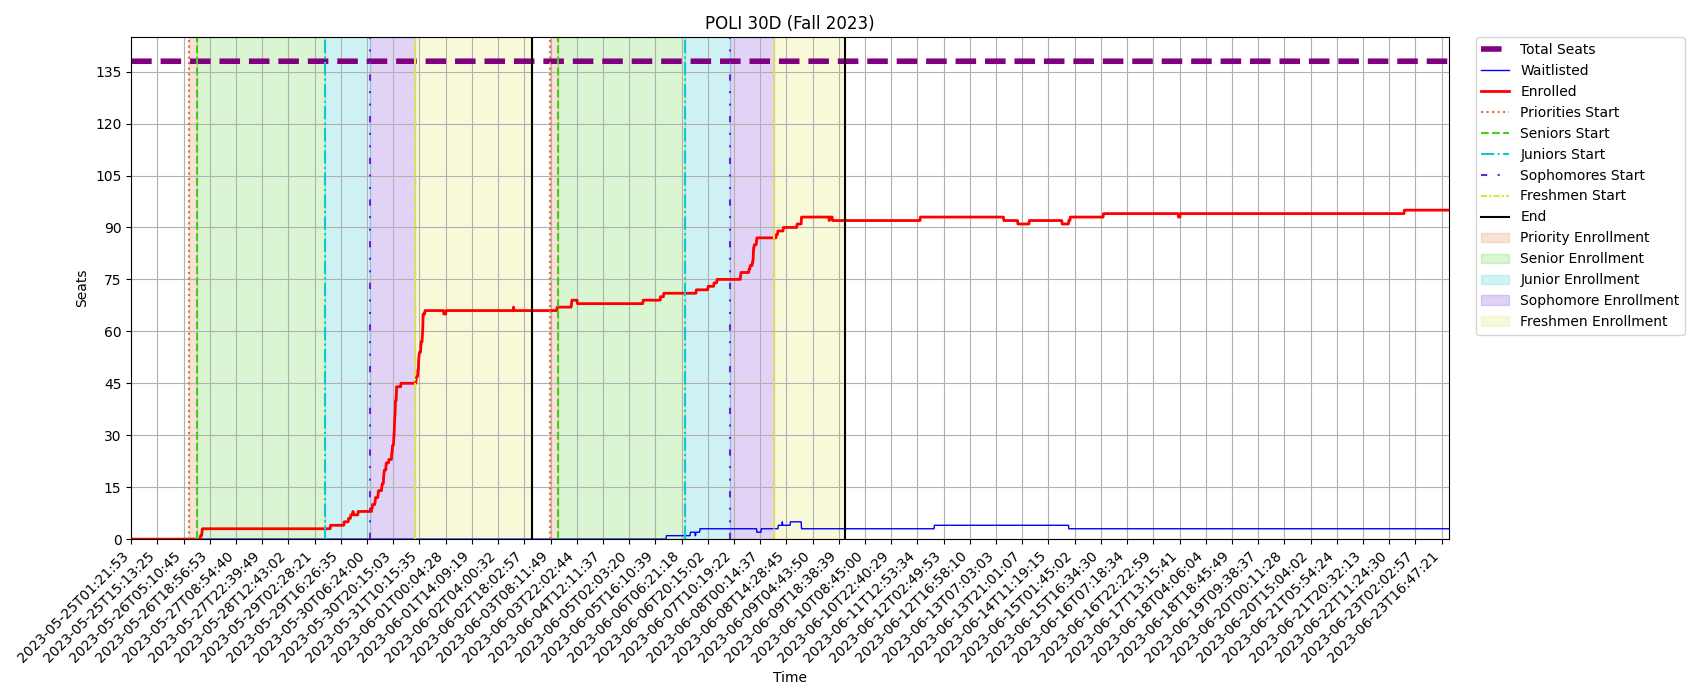 POLI 30D (Fall 2023)
Seats
135
120
105
90
75
60
45
30
15
0
2023-05-25T01:21:53
2023-05-25T15:13:25
2023-05-26T05:10:45
2023-05-26T18:56:53
2023-05-27T08:54:40
2023-05-27T22:39:49
2023-05-28T12:43:02
2023-05-29T02:28:21
2023-05-29T16:26:35
2023-05-30T06:24:00
2023-05-30T20:15:03
2023-05-31T10:15:35
2023-06-01T00:04:28
2023-06-01T14:09:19
2023-06-02T04:00:32
2023-06-02T18:02:57
2023-06-03T08:11:49
2023-06-03T22:02:44
2023-06-04T12:11:37
2023-06-05T02:03:20
2023-06-05T16:10:39
2023-06-06T06:21:18
2023-06-06T20:15:02
2023-06-07T10:19:22
2023-06-08T00:14:37
2023-06-08T14:28:45
2023-06-09T04:43:50
2023-06-09T18:38:39
2023-06-10T08:45:00
2023-06-10T22:40:29
2023-06-11T12:53:34
2023-06-12T02:49:53
2023-06-12T16:58:10
2023-06-13T07:03:03
2023-06-13T21:01:07
2023-06-14T11:19:15
2023-06-15T01:45:02
2023-06-15T16:34:30
2023-06-16T07:18:34
2023-06-16T22:22:59
2023-06-17T13:15:41
2023-06-18T04:06:04
2023-06-18T18:45:49
2023-06-19T09:38:37
2023-06-20T00:11:28
2023-06-20T15:04:02
2023-06-21T05:54:24
2023-06-21T20:32:13
2023-06-22T11:24:30
2023-06-23T02:02:57
2023-06-23T16:47:21
Time
Total Seats
Waitlisted
Enrolled
Priorities Start
Seniors Start
Juniors Start
Sophomores Start
Freshmen Start
End
Priority Enrollment
Senior Enrollment
Junior Enrollment
Sophomore Enrollment
Freshmen Enrollment